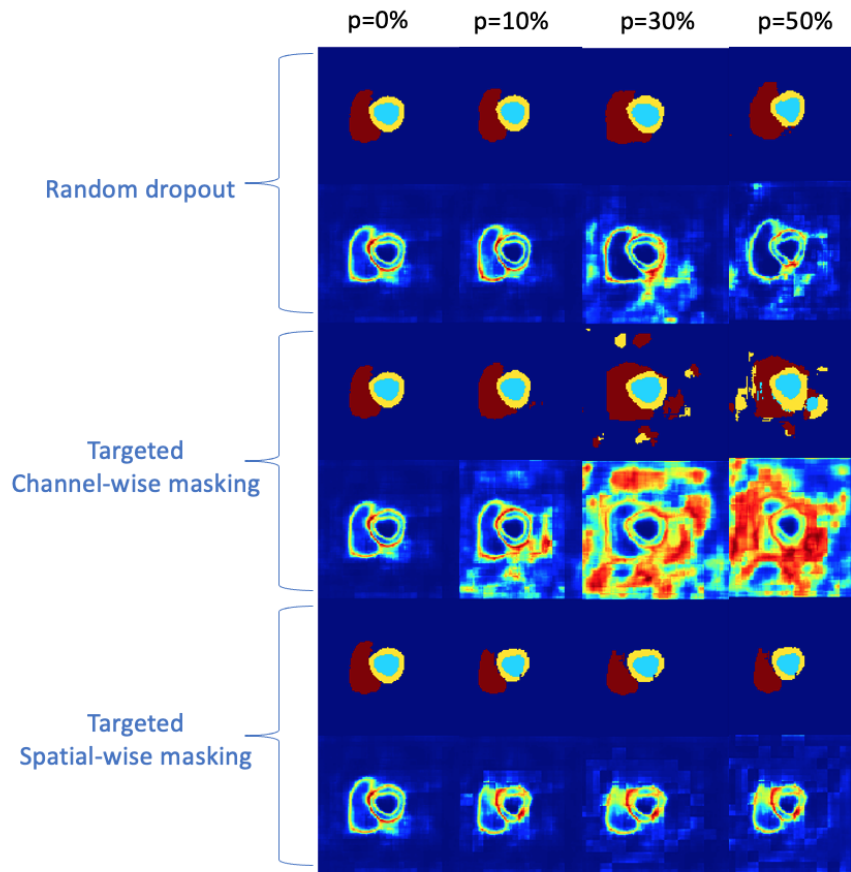 p=0% p=10% p=30% p=50%
Random dropout
Targeted
Channel-wise masking
Targeted
Spatial-wise masking